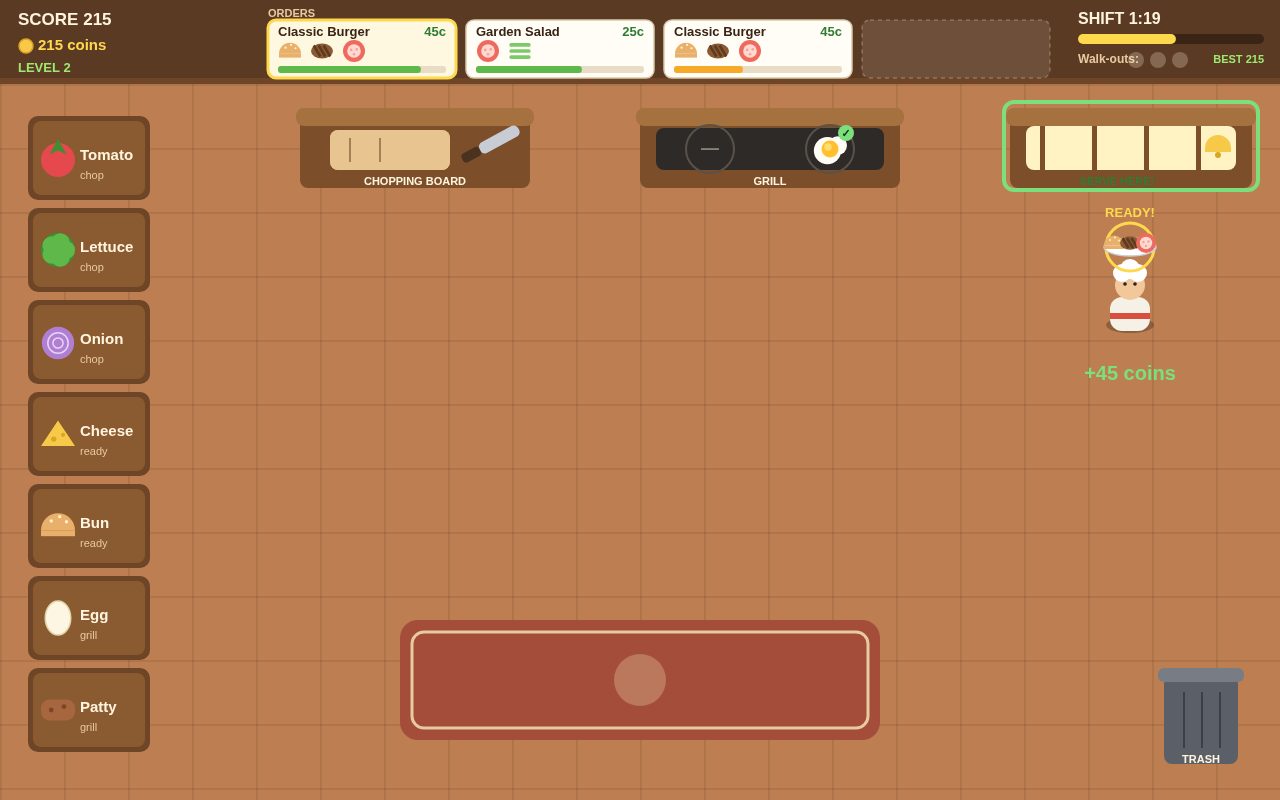 SCORE 215
215 coins
LEVEL 2
ORDERS
Classic Burger 45c
Garden Salad 25c
Classic Burger 45c
SHIFT 1:19
Walk-outs:
BEST 215
Tomato
chop
Lettuce
chop
Onion
chop
Cheese
ready
Bun
ready
Egg
grill
Patty
grill
CHOPPING BOARD
GRILL
SERVE HERE!
READY!
+45 coins
TRASH